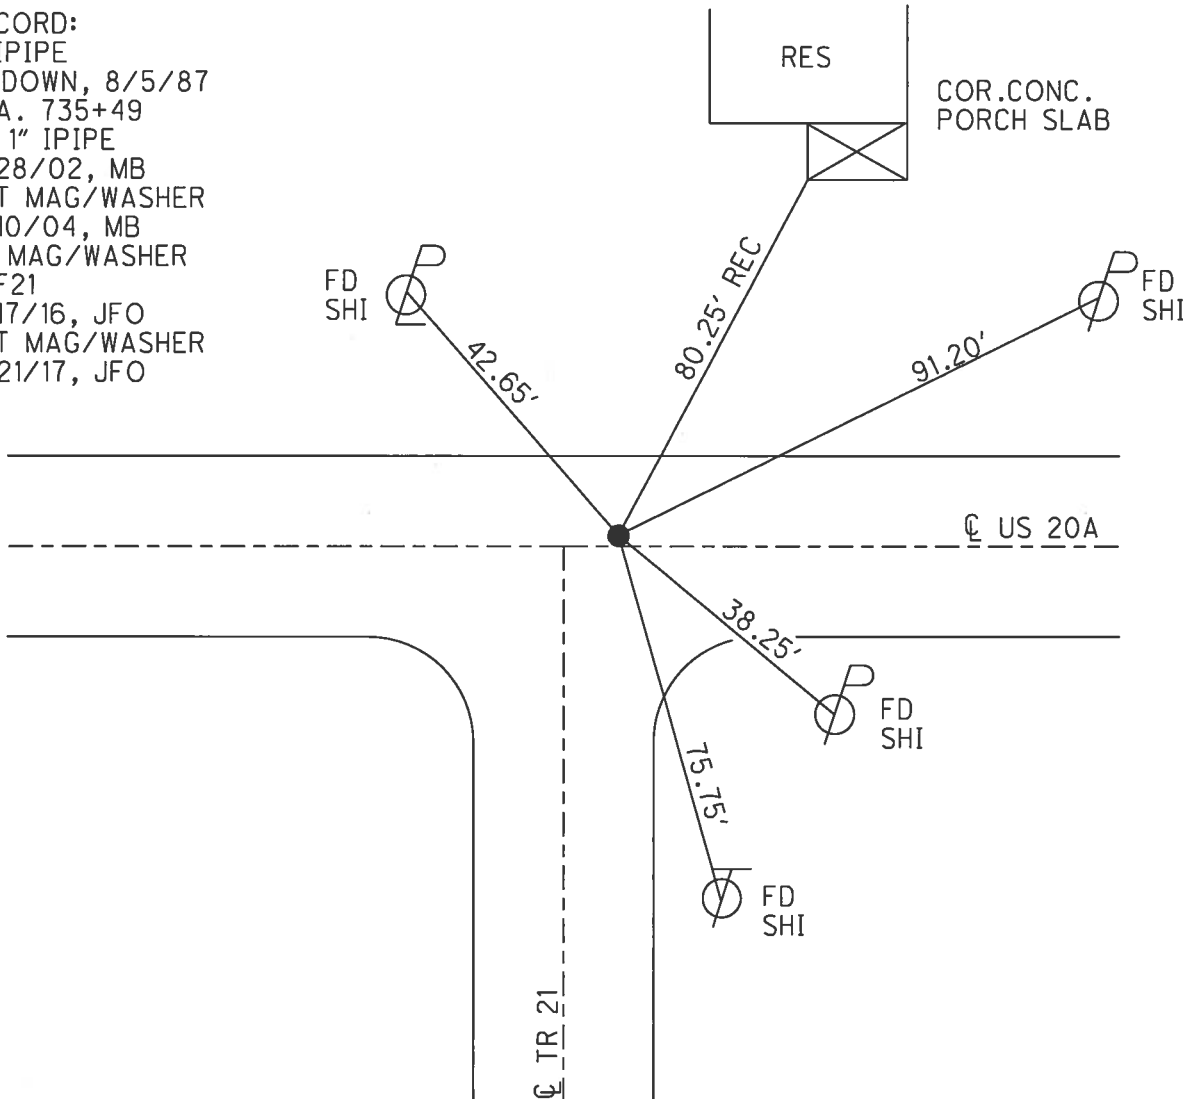 CORD:
IPIPE
DOWN, 8/5/87
A. 735+49
1" IPIPE
28/02, MB
T MAG/WASHER
10/04, MB
MAG/WASHER
F21
17/16, JFO
T MAG/WASHER
21/17, JFO
RES
COR.CONC.
PORCH SLAB
FD
SHI
FD
SHI
42.65'
80.25' REC
91.20'
℄ US 20A
38.25'
FD
SHI
75.75'
FD
SHI
℄ TR 21